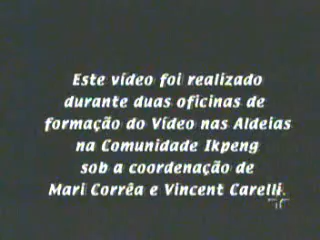 Este vídeo foi realizado
durante duas oficinas de
formação do Vídeo nas Aldeias
na Comunidade Ikpeng
sob a coordenação de
Mari Corrêa e Vincent Carelli.